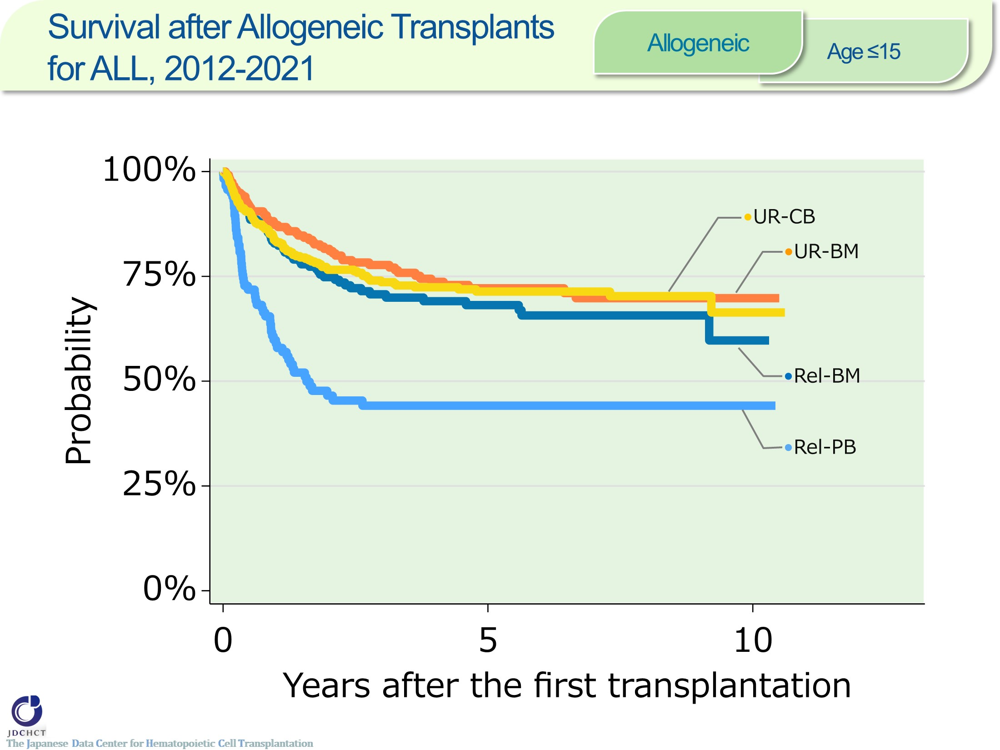 Survival after Allogeneic Transplants
for ALL, 2012-2021
Allogeneic
Age ≤15
100%
75%
50%
25%
0%
Probability
UR-CB
UR-BM
Rel-BM
Rel-PB
0
5
10
Years after the first transplantation
JDCHCT
The Japanese Data Center for Hematopoietic Cell Transplantation